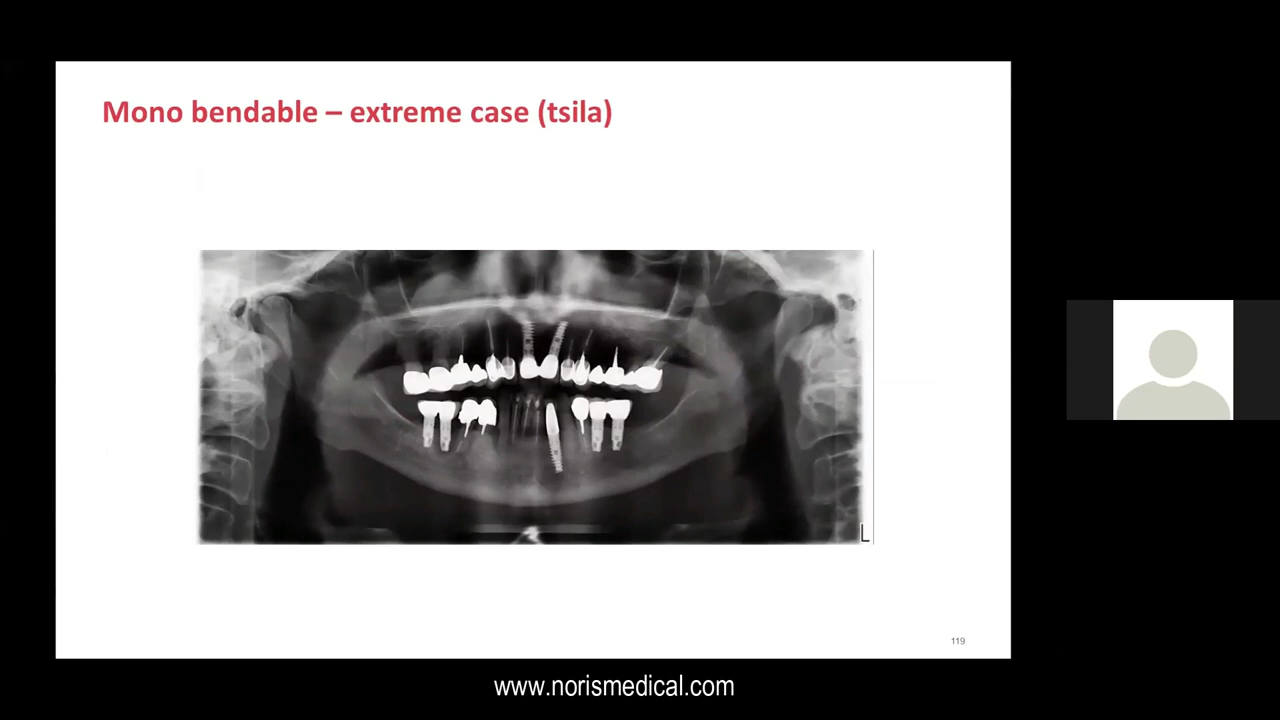 Mono bendable – extreme case (tsila)
L
119
www.norismedical.com